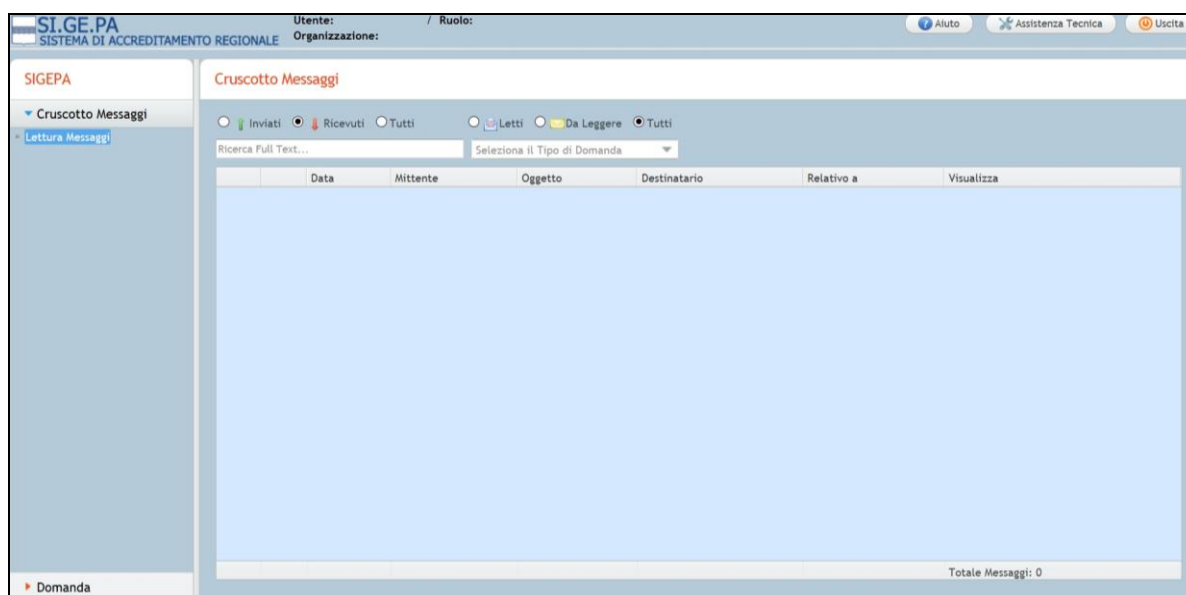 SI.GE.PA
SISTEMA DI ACCREDITAMENTO REGIONALE
Utente: / Ruolo:
Organizzazione:
Aiuto
Assistenza Tecnica
Uscita
SIGEPA
Cruscotto Messaggi
Lettura Messaggi
Cruscotto Messaggi
Inviati Ricevuti Tutti Letti Da Leggere Tutti
Ricerca Full Text... Seleziona il Tipo di Domanda
Data Mittente Oggetto Destinatario Relativo a Visualizza
Totale Messaggi: 0
Domanda